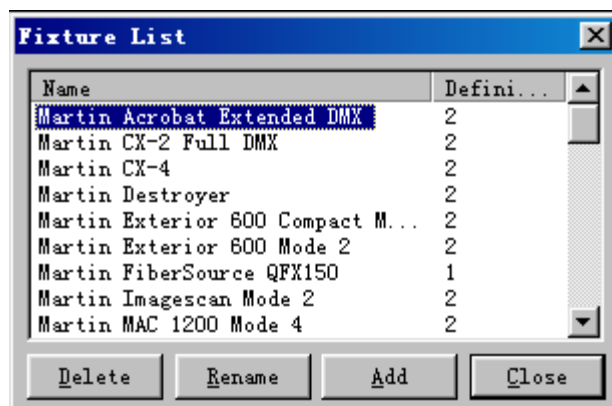 Fixture List
Name Defini...
Martin Acrobat Extended DMX 2
Martin CX-2 Full DMX 2
Martin CX-4 2
Martin Destroyer 2
Martin Exterior 600 Compact M... 2
Martin Exterior 600 Mode 2 2
Martin FiberSource QFX150 1
Martin Imagescan Mode 2 2
Martin MAC 1200 Mode 4 2
Delete Rename Add Close